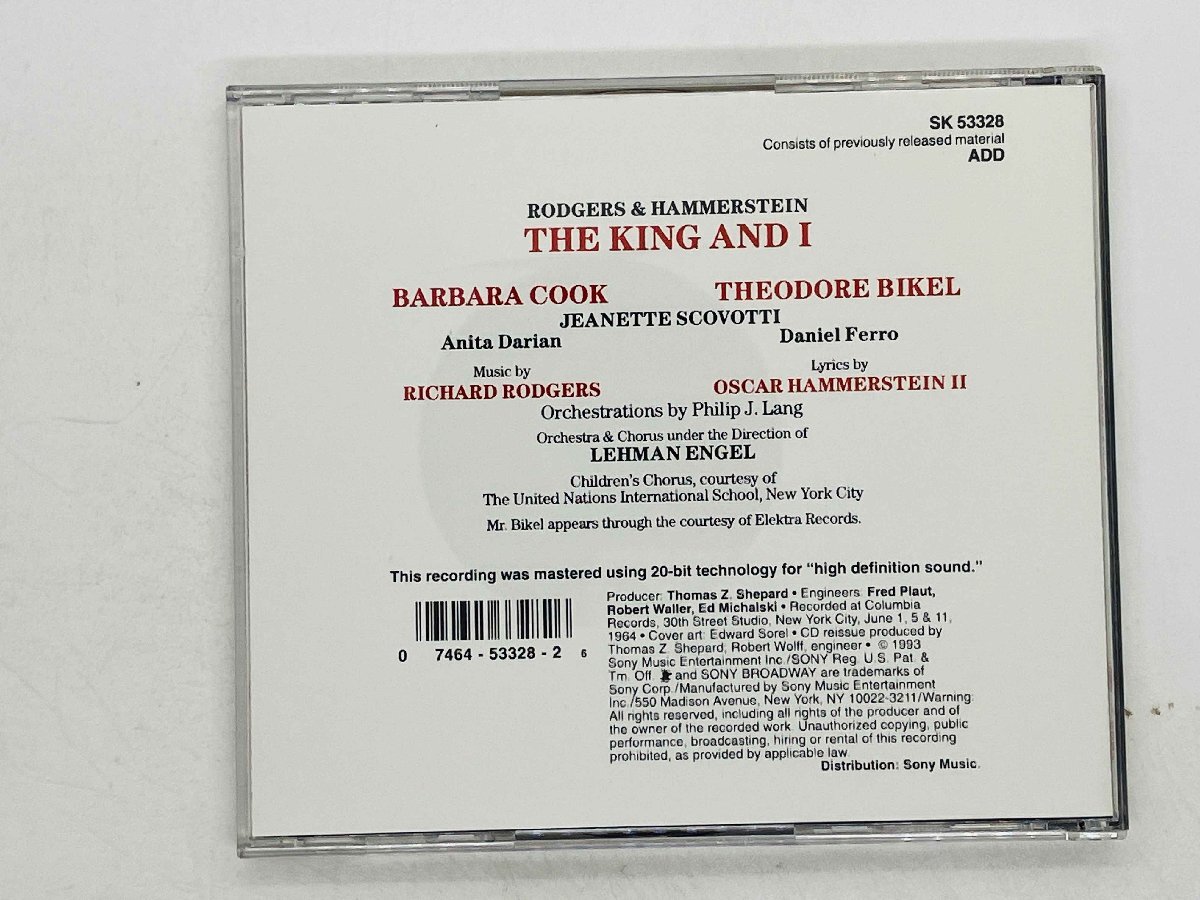 SK 53328
Consists of previously released material
ADD
RODGERS & HAMMERSTEIN
THE KING AND I
BARBARA COOK THEODORE BIKEL
JEANETTE SCOVOTTI
Anita Darian Daniel Ferro
Music by Lyrics by
RICHARD RODGERS OSCAR HAMMERSTEIN II
Orchestrations by Philip J. Lang
Orchestra & Chorus under the Direction of
LEHMAN ENGEL
Children's Chorus, courtesy of
The United Nations International School, New York City
Mr. Bikel appears through the courtesy of Elektra Records.
This recording was mastered using 20-bit technology for "high definition sound."
Producer: Thomas Z. Shepard • Engineers: Fred Plaut,
Robert Waller, Ed Michalski • Recorded at Columbia
Records, 30th Street Studio, New York City, June 1, 5 & 11,
1964 • Cover art: Edward Sorel • CD reissue produced by
Thomas Z. Shepard; Robert Wolff, engineer • © 1993
Sony Music Entertainment Inc./SONY Reg. U.S. Pat. &
Tm. Off. and SONY BROADWAY are trademarks of
Sony Corp./Manufactured by Sony Music Entertainment
Inc./550 Madison Avenue, New York, NY 10022-3211/Warning:
All rights reserved, including all rights of the producer and of
the owner of the recorded work. Unauthorized copying, public
performance, broadcasting, hiring or rental of this recording
prohibited, as provided by applicable law.
Distribution: Sony Music.
0 7464 - 53328 - 2 6